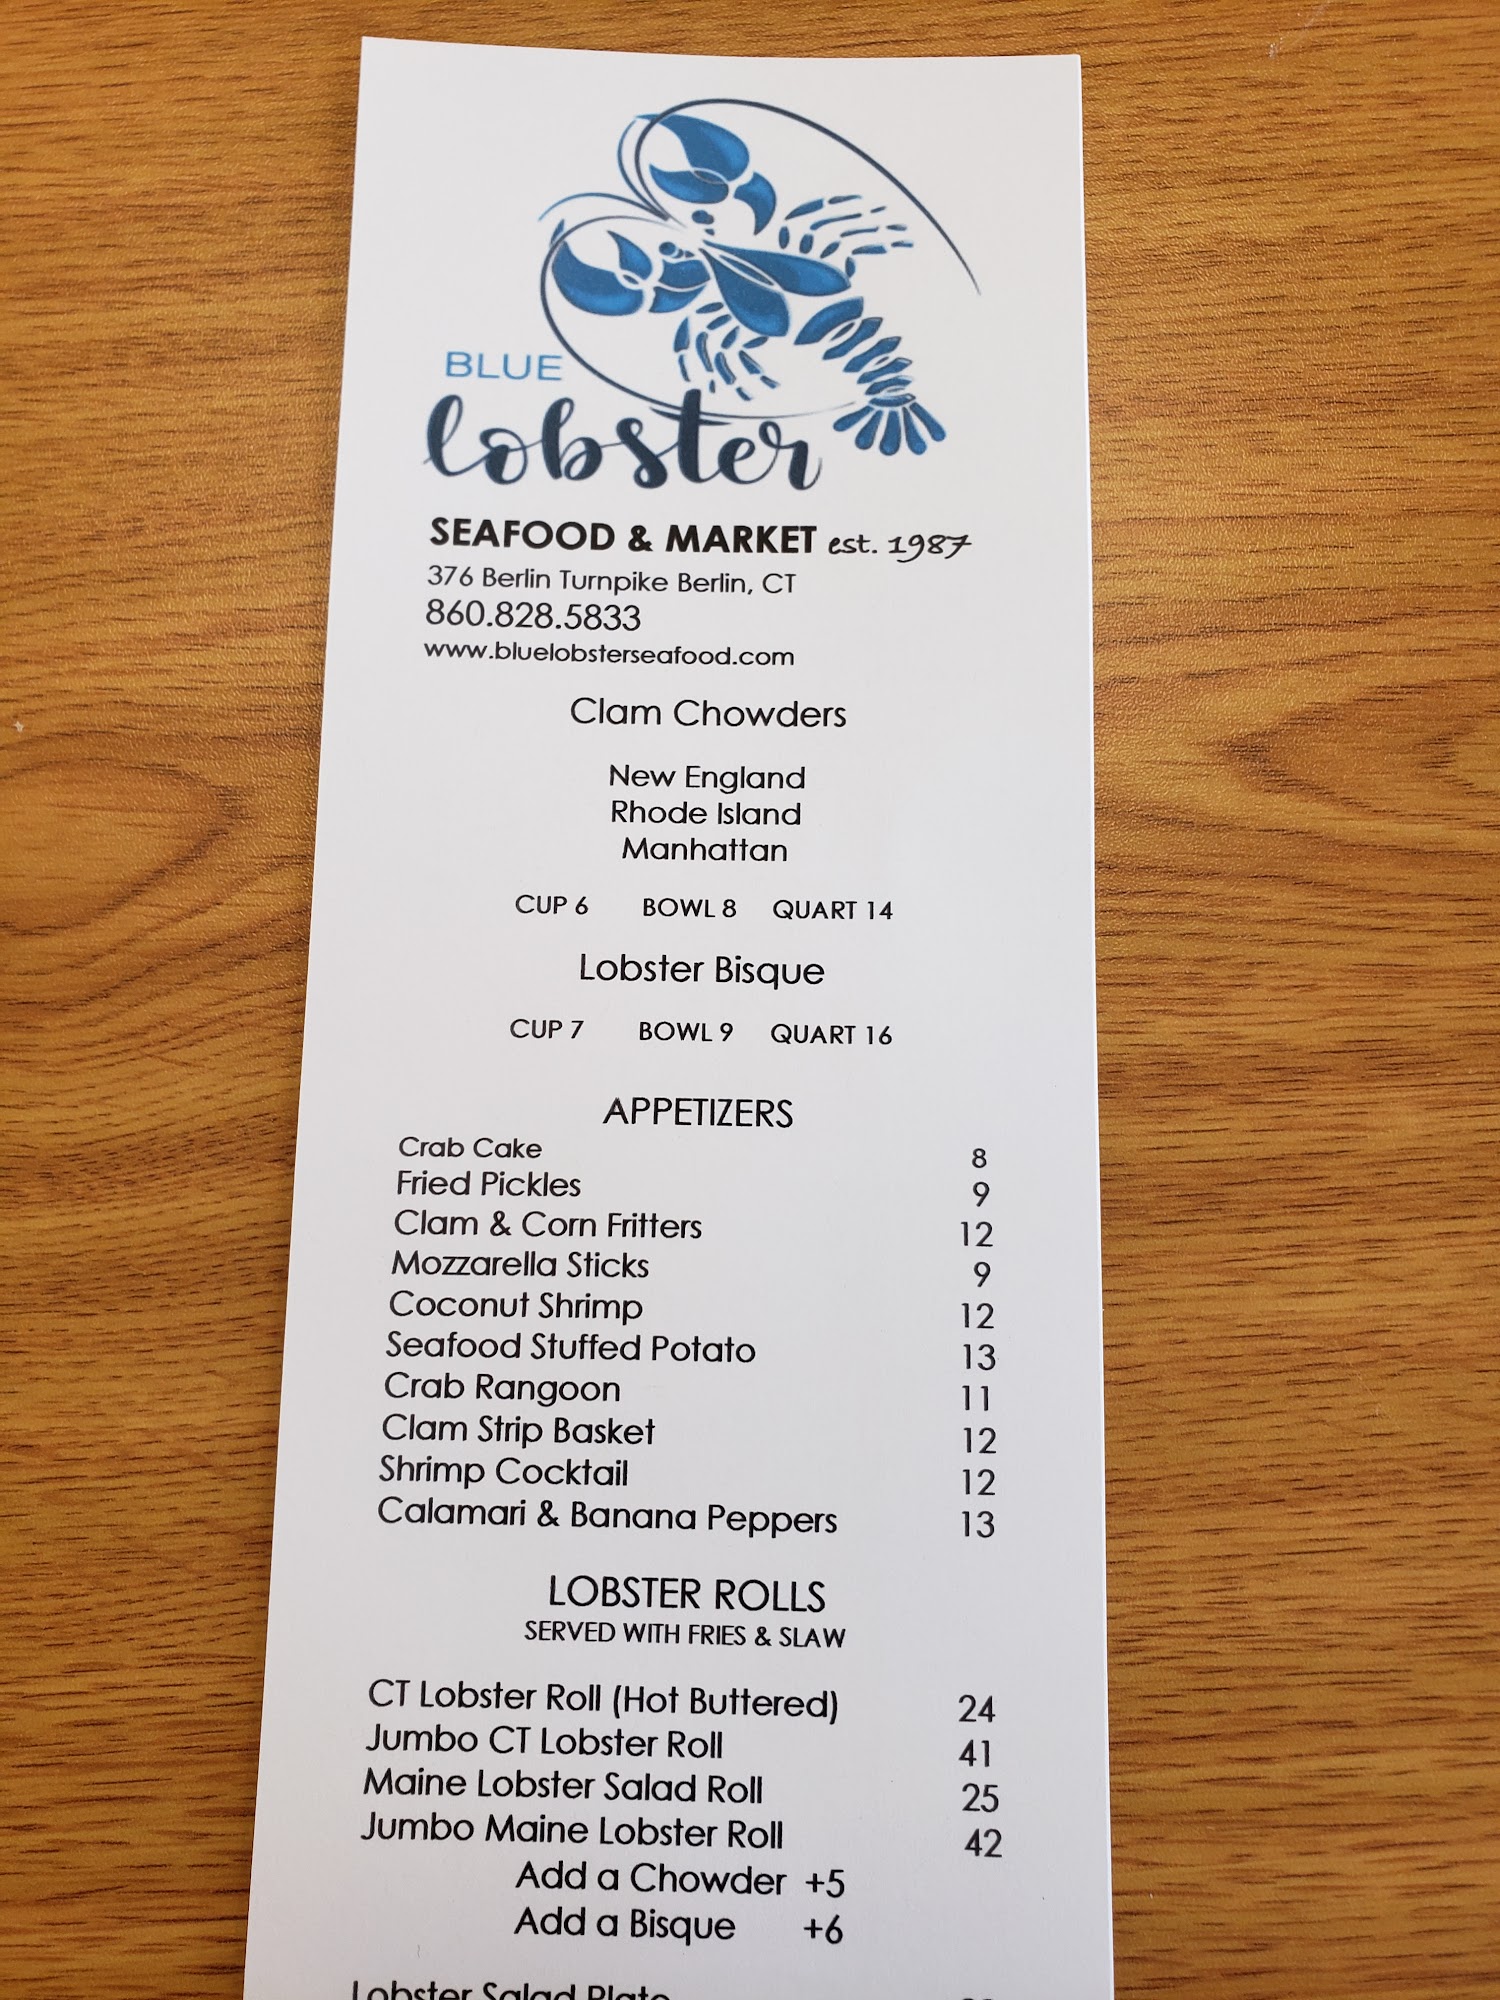 BLUE
lobster
SEAFOOD & MARKET est. 1987
376 Berlin Turnpike Berlin, CT
860.828.5833
www.bluelobsterseafood.com
Clam Chowders
New England
Rhode Island
Manhattan
CUP 6 BOWL 8 QUART 14
Lobster Bisque
CUP 7 BOWL 9 QUART 16
APPETIZERS
Crab Cake 8
Fried Pickles 9
Clam & Corn Fritters 12
Mozzarella Sticks 9
Coconut Shrimp 12
Seafood Stuffed Potato 13
Crab Rangoon 11
Clam Strip Basket 12
Shrimp Cocktail 12
Calamari & Banana Peppers 13
LOBSTER ROLLS
SERVED WITH FRIES & SLAW
CT Lobster Roll (Hot Buttered) 24
Jumbo CT Lobster Roll 41
Maine Lobster Salad Roll 25
Jumbo Maine Lobster Roll 42
Add a Chowder +5
Add a Bisque +6
Lobster Salad Plate